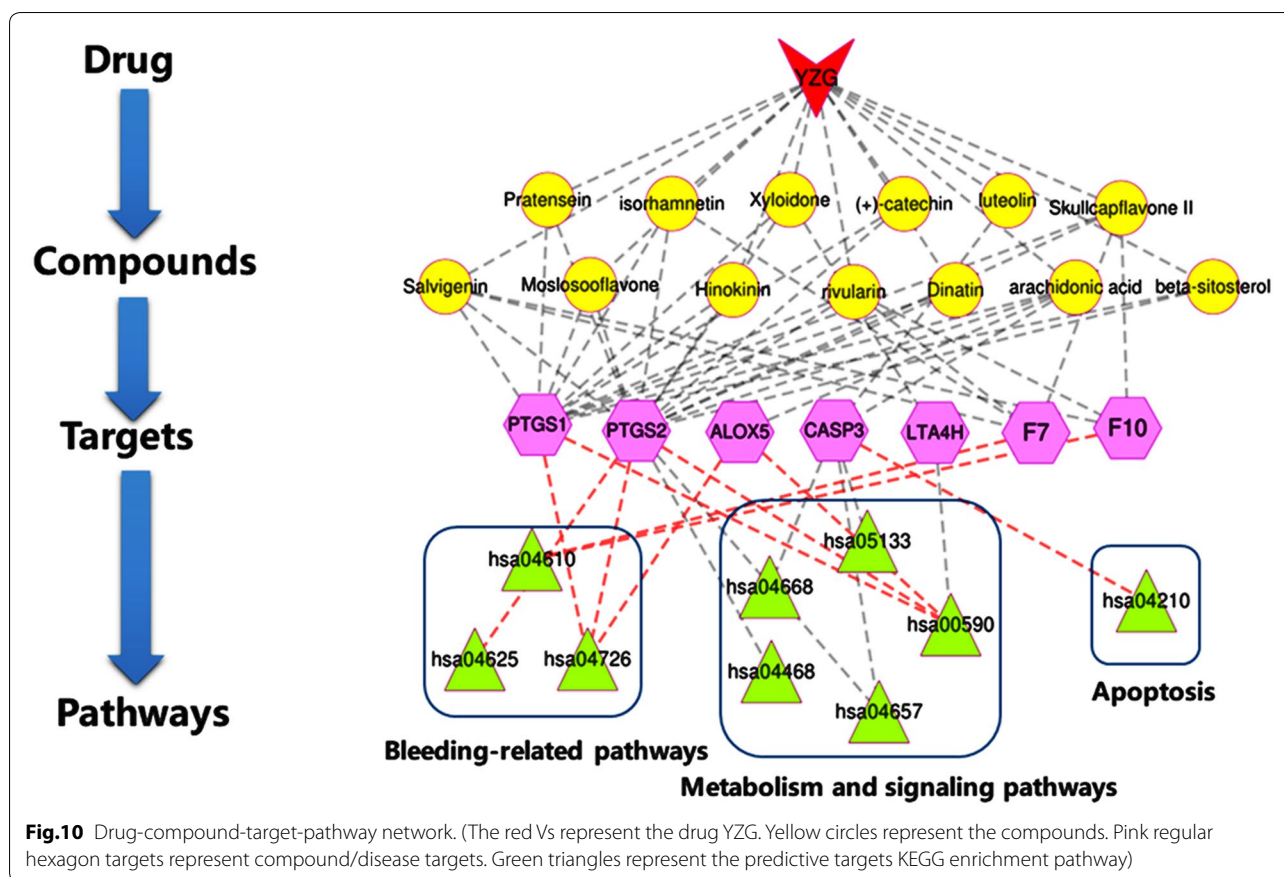 Drug
YZG
Pratensein isorhamnetin Xyloidone (+)-catechin luteolin Skullcapflavone II
Compounds
Salvigenin Moslosooflavone Hinokinin rivularin Dinatin arachidonic acid beta-sitosterol
Targets
PTGS1 PTGS2 ALOX5 CASP3 LTA4H F7 F10
hsa04610 hsa05133
hsa04668 hsa00590 hsa04210
hsa04625 hsa04726 hsa04468
hsa04657
Pathways
Apoptosis
Bleeding-related pathways
Metabolism and signaling pathways
Fig.10 Drug-compound-target-pathway network. (The red Vs represent the drug YZG. Yellow circles represent the compounds. Pink regular
hexagon targets represent compound/disease targets. Green triangles represent the predictive targets KEGG enrichment pathway)